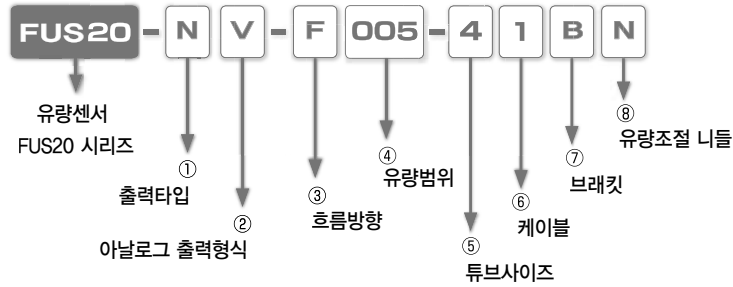 FUS20 - N V - F 005 - 4 1 B N
유량센서
FUS20 시리즈
①
출력타입
②
아날로그 출력형식
③
흐름방향
④
유량범위
⑤
튜브사이즈
⑥
케이블
⑦
브래킷
⑧
유량조절 니들